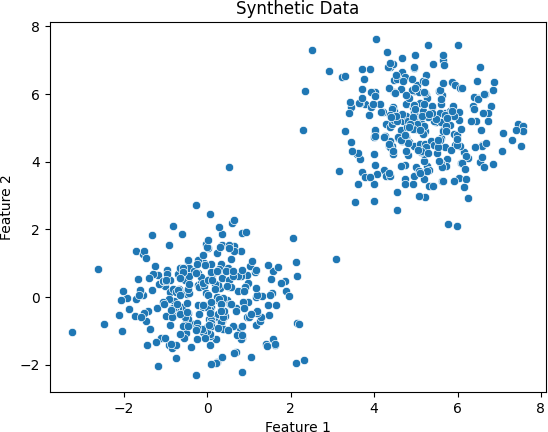 Synthetic Data
8
6
4
2
0
−2
Feature 2
−2 0 2 4 6 8
Feature 1